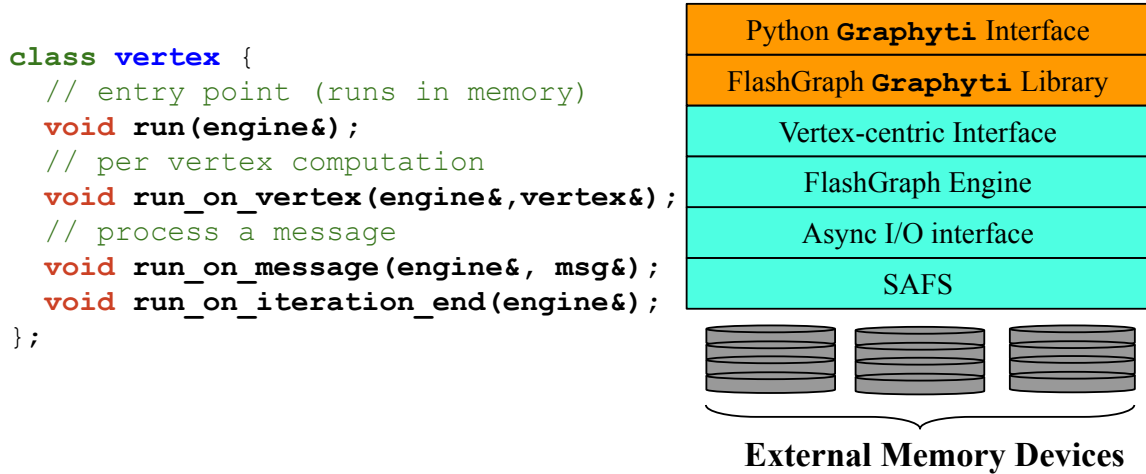 class vertex {
// entry point (runs in memory)
void run(engine&);
// per vertex computation
void run_on_vertex(engine&,vertex&);
// process a message
void run_on_message(engine&, msg&);
void run_on_iteration_end(engine&);
};
Python Graphyti Interface
FlashGraph Graphyti Library
Vertex-centric Interface
FlashGraph Engine
Async I/O interface
SAFS
External Memory Devices